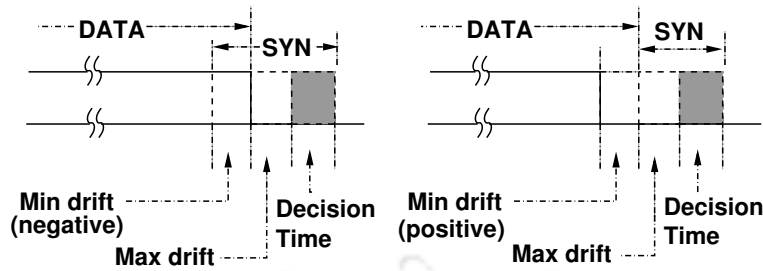 DATA
SYN
Min drift
(negative)
Max drift
Decision
Time
DATA
SYN
Min drift
(positive)
Max drift
Decision
Time